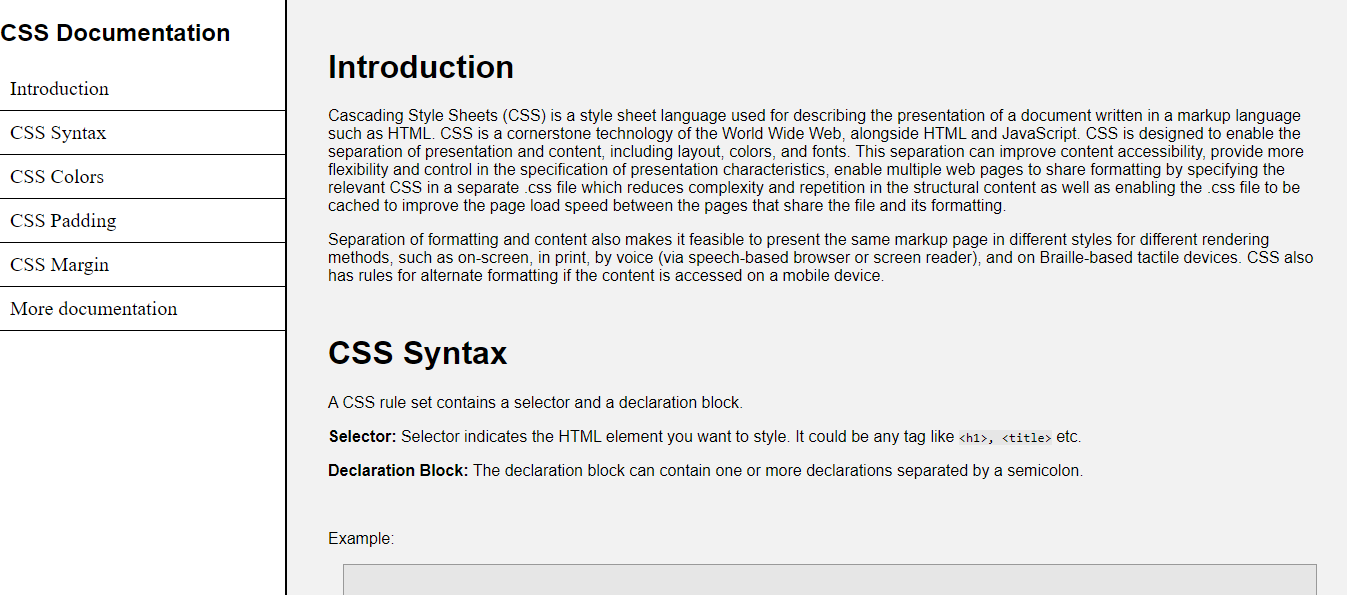 CSS Documentation
Introduction
CSS Syntax
CSS Colors
CSS Padding
CSS Margin
More documentation
Introduction
Cascading Style Sheets (CSS) is a style sheet language used for describing the presentation of a document written in a markup language
such as HTML. CSS is a cornerstone technology of the World Wide Web, alongside HTML and JavaScript. CSS is designed to enable the
separation of presentation and content, including layout, colors, and fonts. This separation can improve content accessibility, provide more
flexibility and control in the specification of presentation characteristics, enable multiple web pages to share formatting by specifying the
relevant CSS in a separate .css file which reduces complexity and repetition in the structural content as well as enabling the .css file to be
cached to improve the page load speed between the pages that share the file and its formatting.
Separation of formatting and content also makes it feasible to present the same markup page in different styles for different rendering
methods, such as on-screen, in print, by voice (via speech-based browser or screen reader), and on Braille-based tactile devices. CSS also
has rules for alternate formatting if the content is accessed on a mobile device.
CSS Syntax
A CSS rule set contains a selector and a declaration block.
Selector: Selector indicates the HTML element you want to style. It could be any tag like <h1>, <title> etc.
Declaration Block: The declaration block can contain one or more declarations separated by a semicolon.
Example: